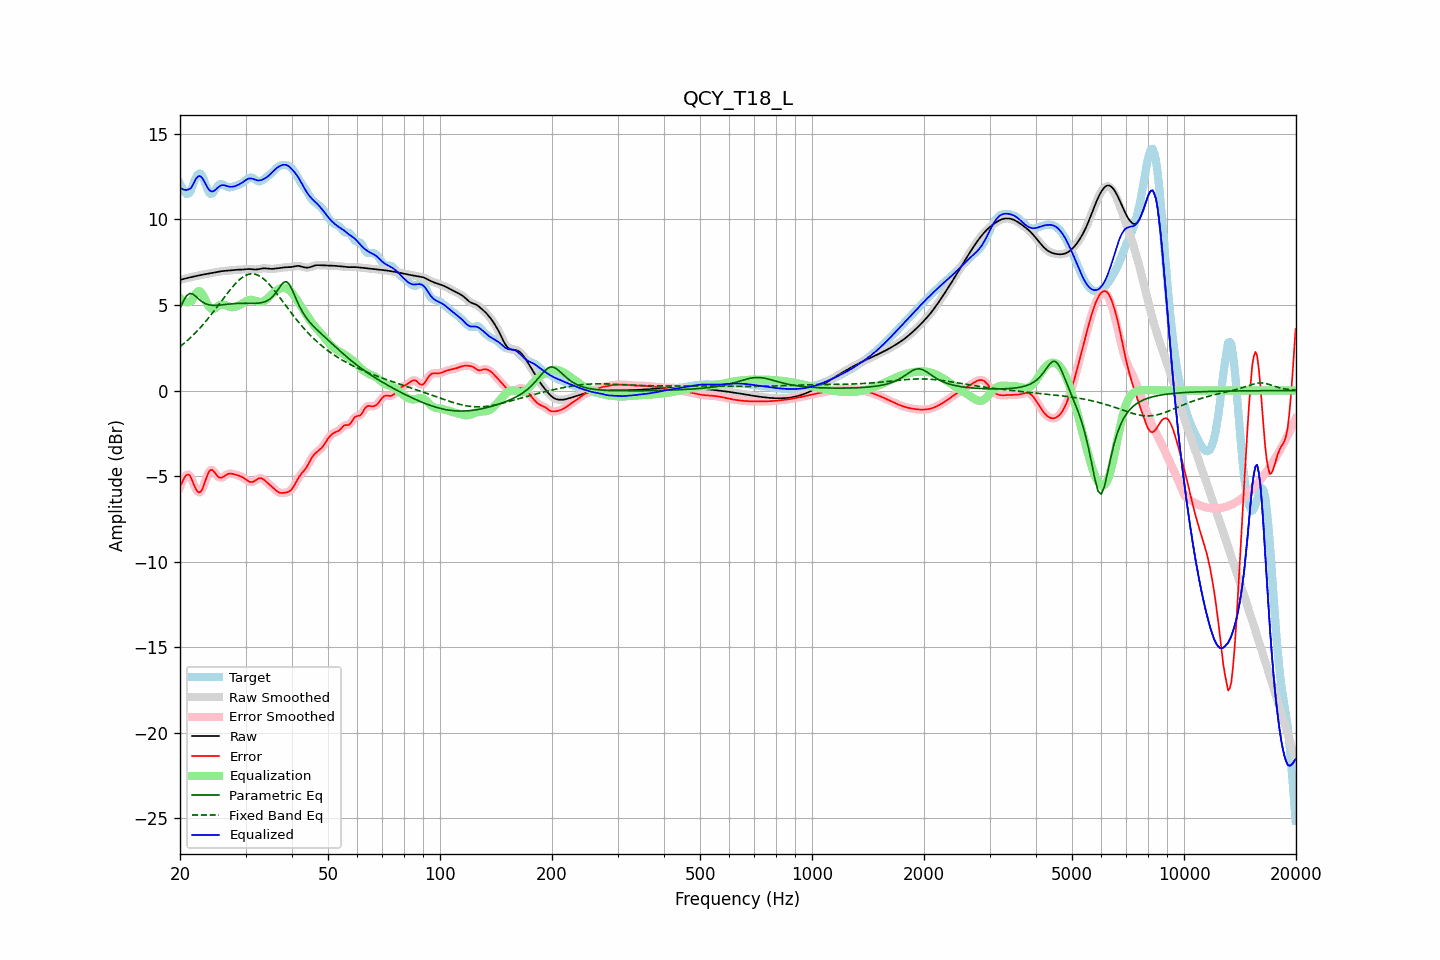 QCY_T18_L
15
10
5
0
−5
−10
−15
−20
−25
Amplitude (dBr)
Target
Raw Smoothed
Error Smoothed
Raw
Error
Equalization
Parametric Eq
Fixed Band Eq
Equalized
20 50 100 200 500 1000 2000 5000 10000 20000
Frequency (Hz)